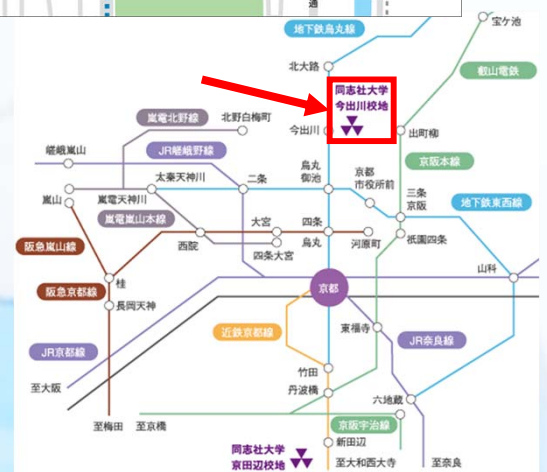 通
地下鉄烏丸線
宝ケ池
北大路
叡山電鉄
同志社大学
今出川校地
嵐電北野線
北野白梅町
今出川
出町柳
JR嵯峨野線
京阪本線
嵯峨嵐山
太秦天神川
二条
烏丸
御池
京都
市役所前
三条
京阪
地下鉄東西線
嵐山
嵐電天神川
嵐電嵐山本線
大宮
四条
阪急嵐山線
西院
四条大宮
烏丸
河原町
祇園四条
山科
桂
京都
阪急京都線
長岡天神
近鉄京都線
東福寺
JR奈良線
JR京都線
竹田
至大阪
丹波橋
六地蔵
至梅田
至京橋
京阪宇治線
新田辺
同志社大学
京田辺校地
至大和西大寺
至奈良